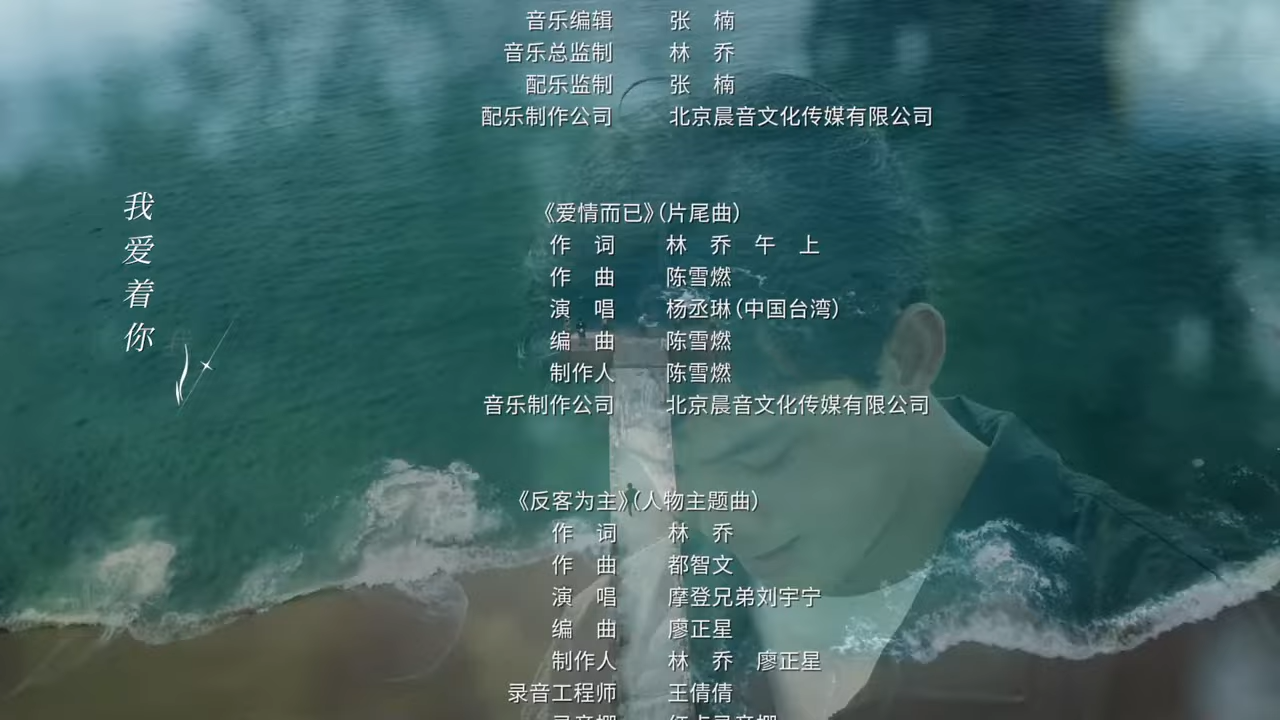 音乐编辑 张 楠
音乐总监制 林 乔
配乐监制 张 楠
配乐制作公司 北京晨音文化传媒有限公司
我爱着你
《爱情而已》(片尾曲)
作 词 林 乔 午 上
作 曲 陈雪燃
演 唱 杨丞琳(中国台湾)
编 曲 陈雪燃
制作人 陈雪燃
音乐制作公司 北京晨音文化传媒有限公司
《反客为主》(人物主题曲)
作 词 林 乔
作 曲 都智文
演 唱 摩登兄弟刘宇宁
编 曲 廖正星
制作人 林 乔 廖正星
录音工程师 王倩倩